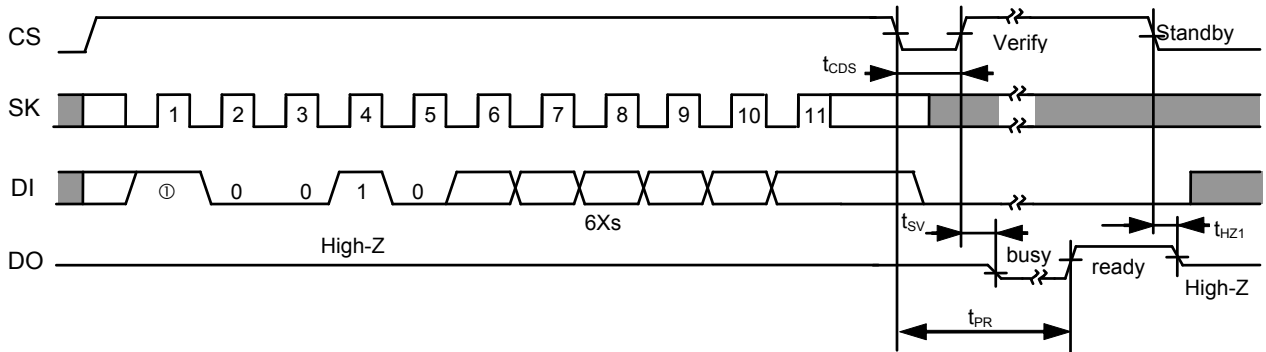 CS
Verify
Standby
tCDS
SK
1 2 3 4 5 6 7 8 9 10 11
DI
① 0 0 1 0
6Xs
tSV
tHZ1
High-Z
DO
busy
ready
High-Z
tPR